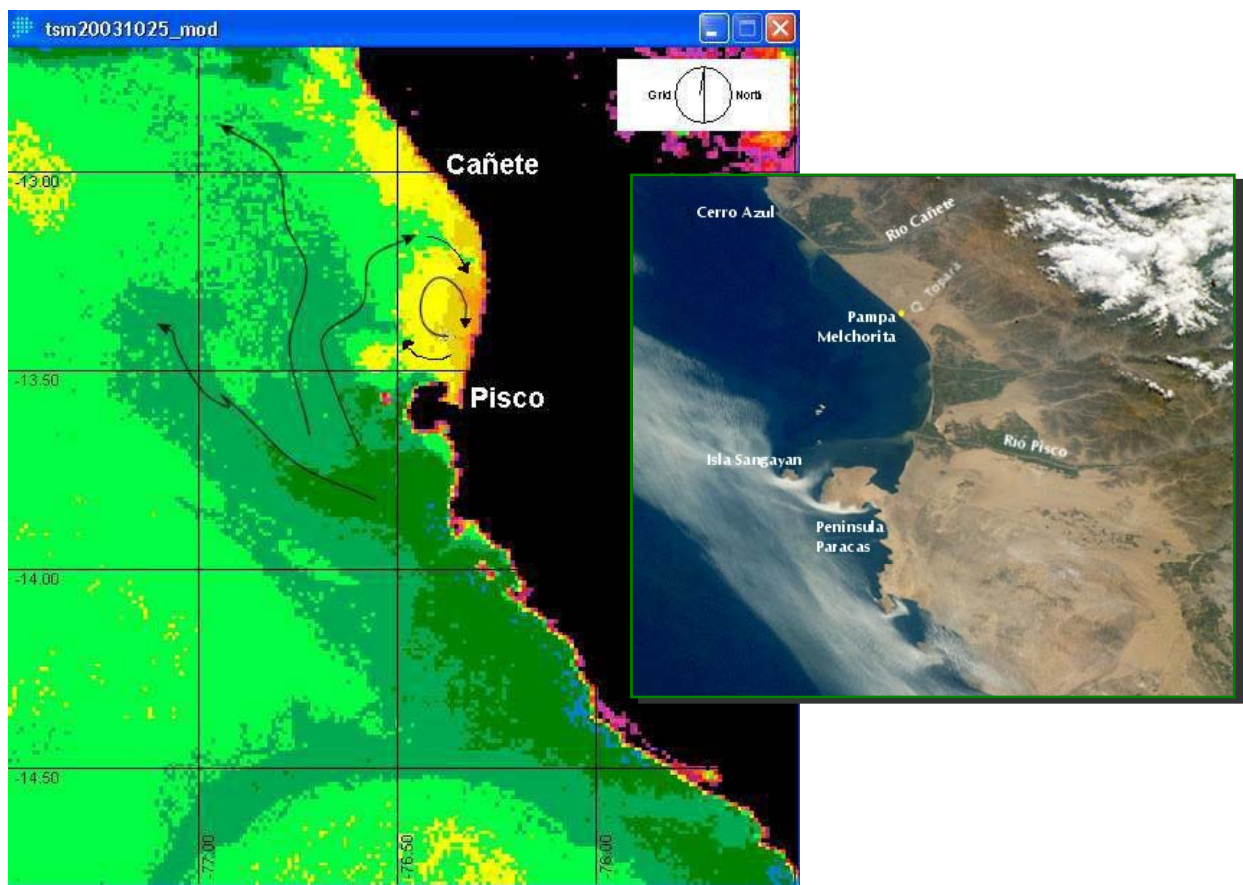 tsm20031025_mod
Grid
North
Cañete
-13.00
Cerro Azul
Rio Cañete
Q Topará
Pampa
Melchorita
-13.50
Pisco
Rio Pisco
Isla Sangayan
Peninsula
Paracas
-14.00
-14.50
-77.00
-76.50
-76.00